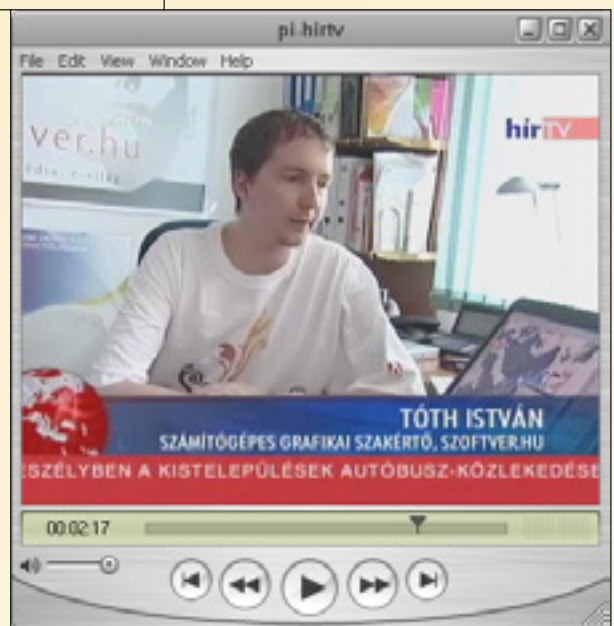 pi-hirtv
File Edit View Window Help
ver.hu
hírTV
TÓTH ISTVÁN
SZÁMÍTÓGÉPES GRAFIKAI SZAKÉRTŐ, SZOFTVER.HU
ESZÉLYBEN A KISTELEPÜLÉSEK AUTÓBUSZ-KÖZLEKEDÉSE
00:02:17